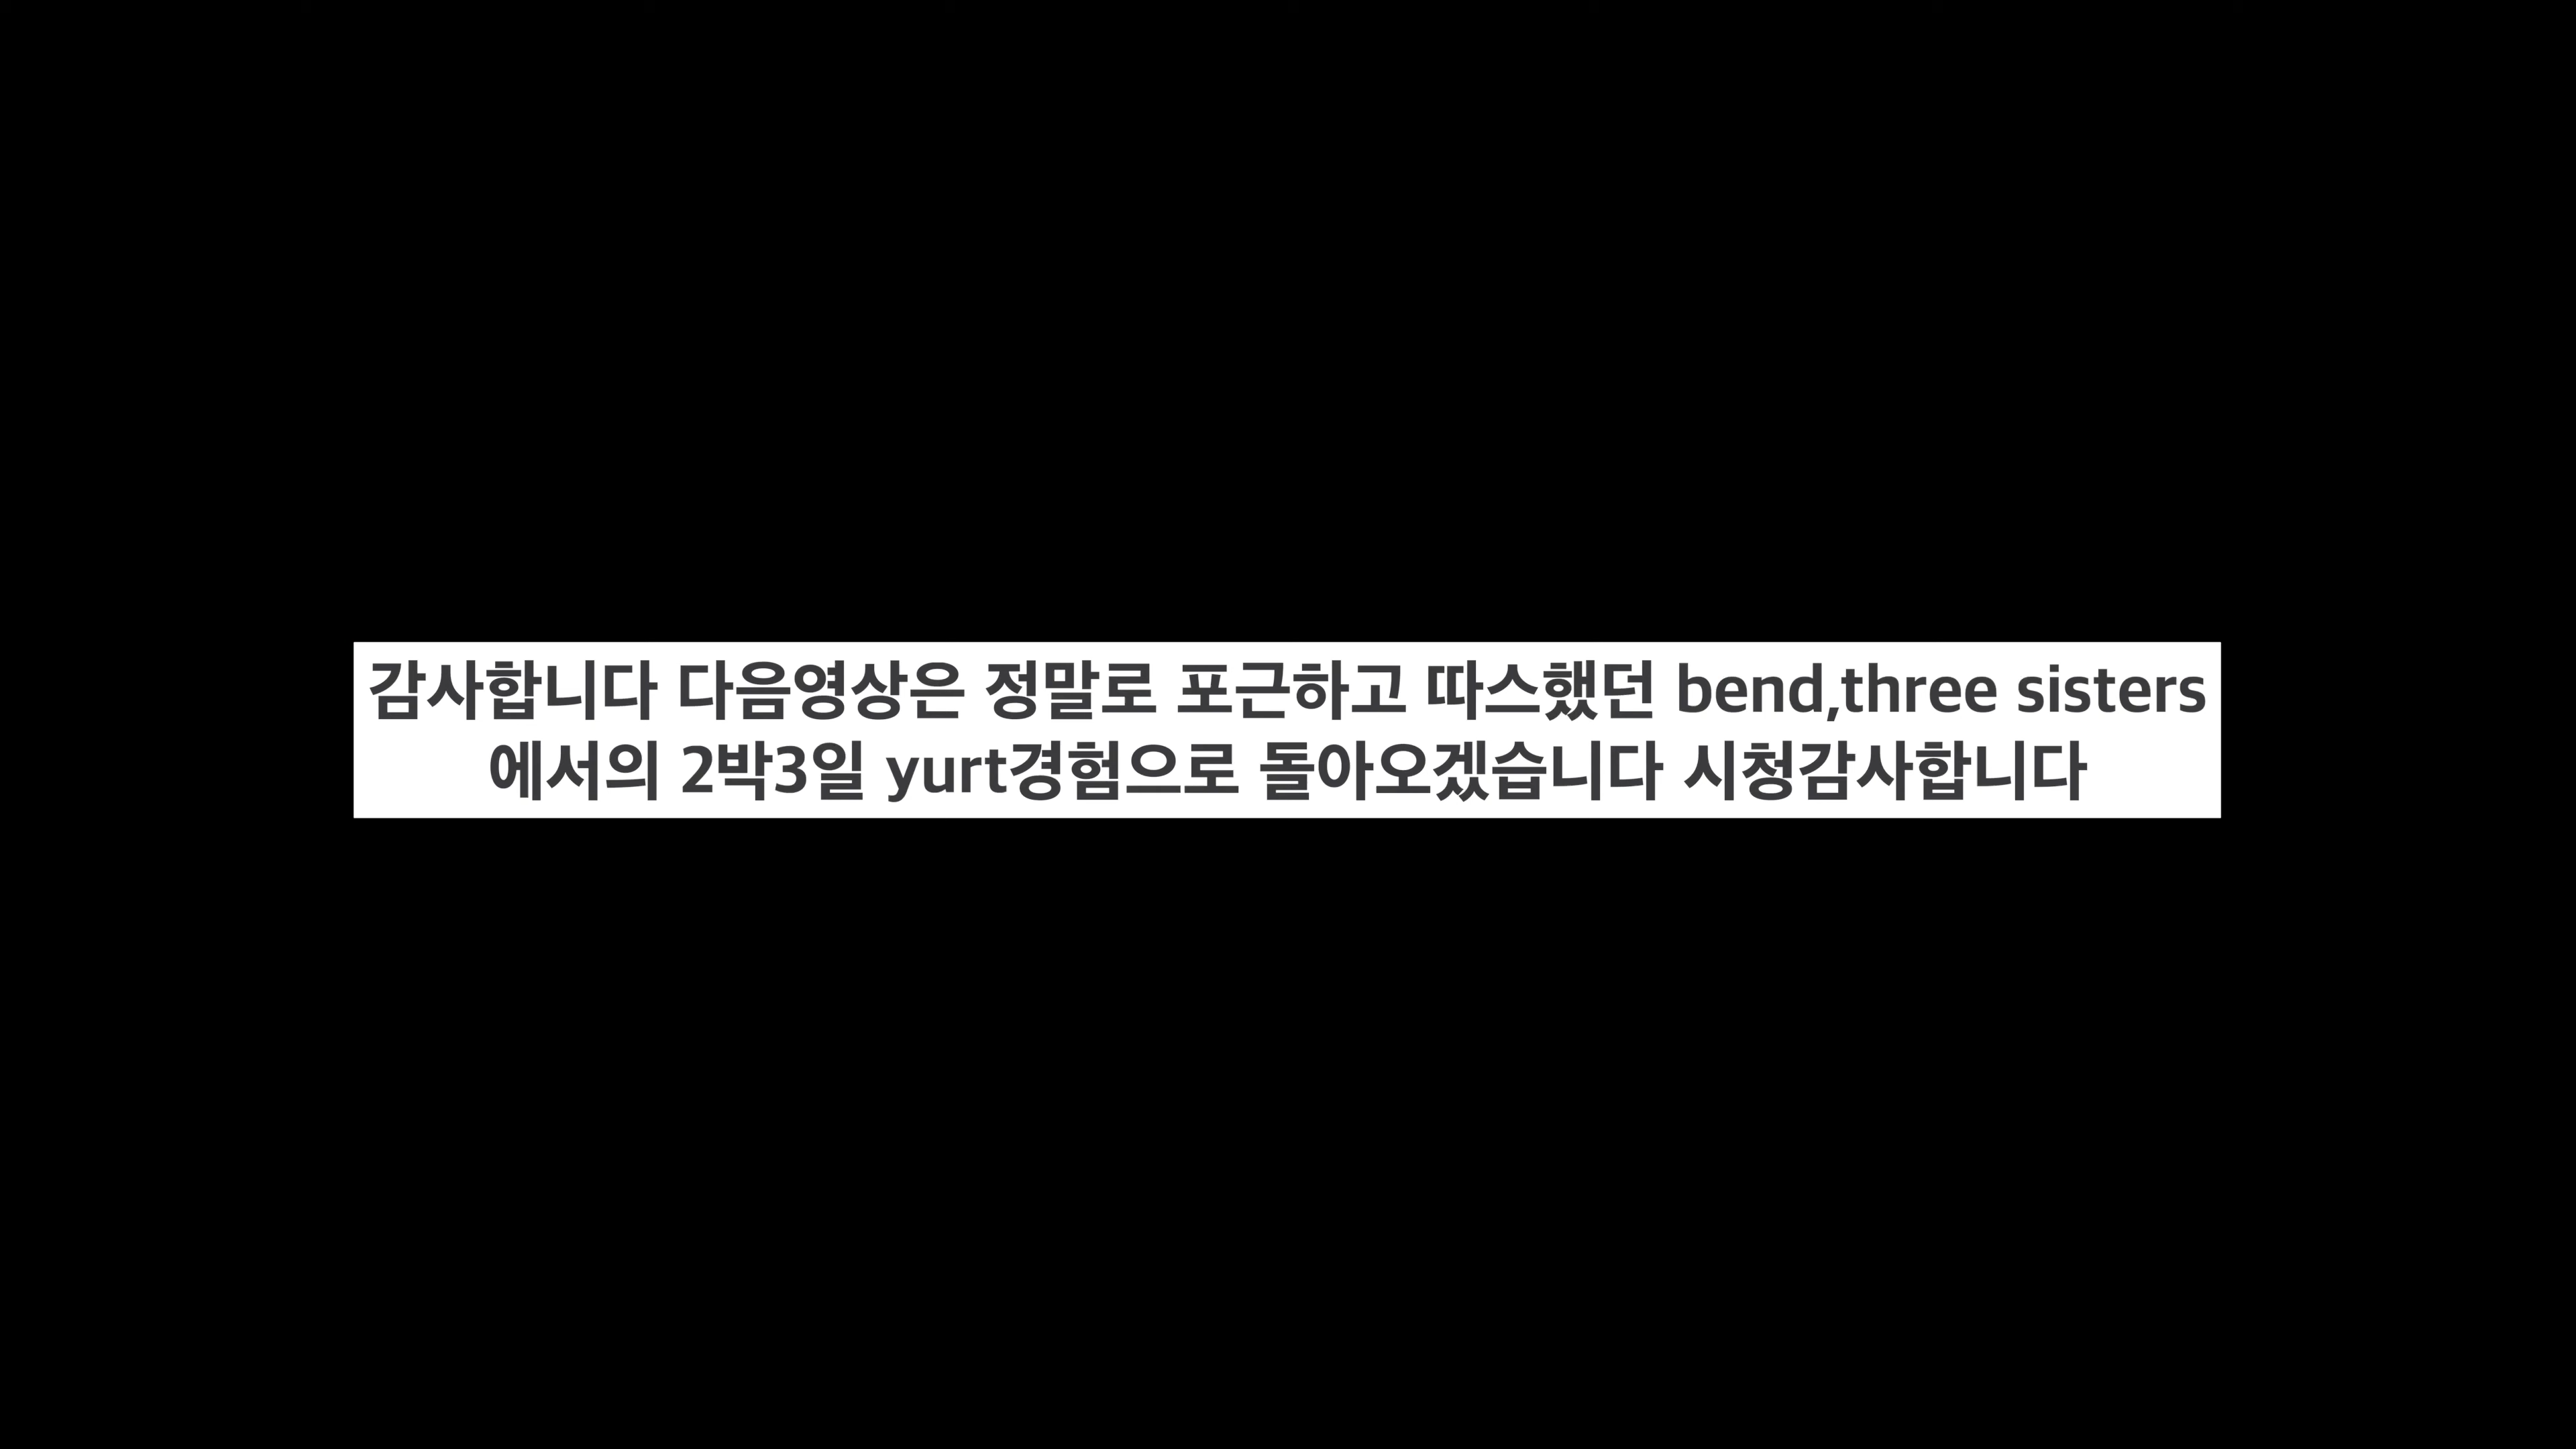 감사합니다 다음영상은 정말로 포근하고 따스했던 bend,three sisters
에서의 2박3일 yurt경험으로 돌아오겠습니다 시청감사합니다